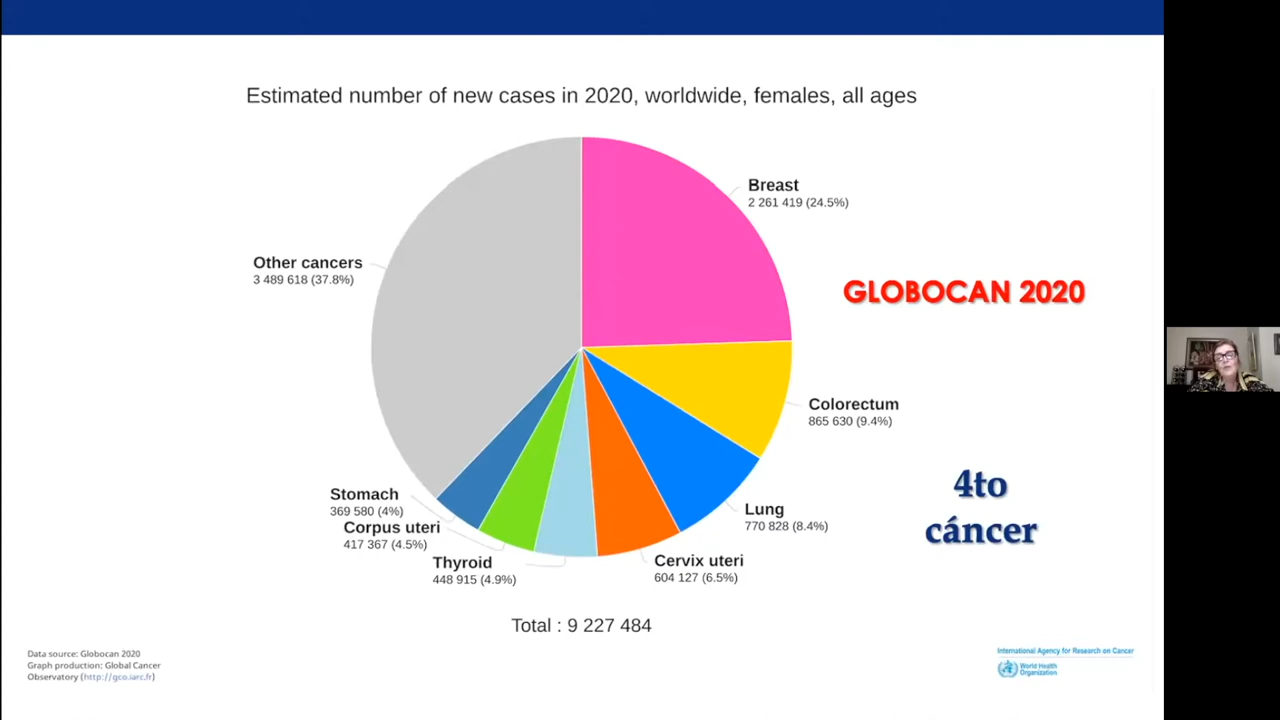 Estimated number of new cases in 2020, worldwide, females, all ages
Breast
2 261 419 (24.5%)
Other cancers
3 489 618 (37.8%)
GLOBOCAN 2020
Colorectum
865 630 (9.4%)
4to
cáncer
Stomach
369 580 (4%)
Corpus uteri
417 367 (4.5%)
Lung
770 828 (8.4%)
Thyroid
448 915 (4.9%)
Cervix uteri
604 127 (6.5%)
Total : 9 227 484
Data source: Globocan 2020
Graph production: Global Cancer
Observatory (http://gco.iarc.fr)
International Agency for Research on Cancer
World Health
Organization